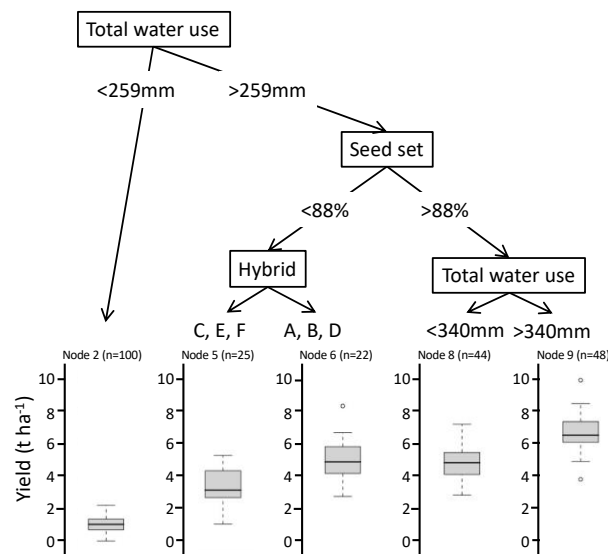 Total water use
<259mm
>259mm
Seed set
<88%
>88%
Hybrid
Total water use
C, E, F
A, B, D
<340mm
>340mm
Node 2 (n=100)
Node 5 (n=25)
Node 6 (n=22)
Node 8 (n=44)
Node 9 (n=48)
Yield (t ha⁻¹)
10
8
6
4
2
0
10
8
6
4
2
0
10
8
6
4
2
0
10
8
6
4
2
0
10
8
6
4
2
0